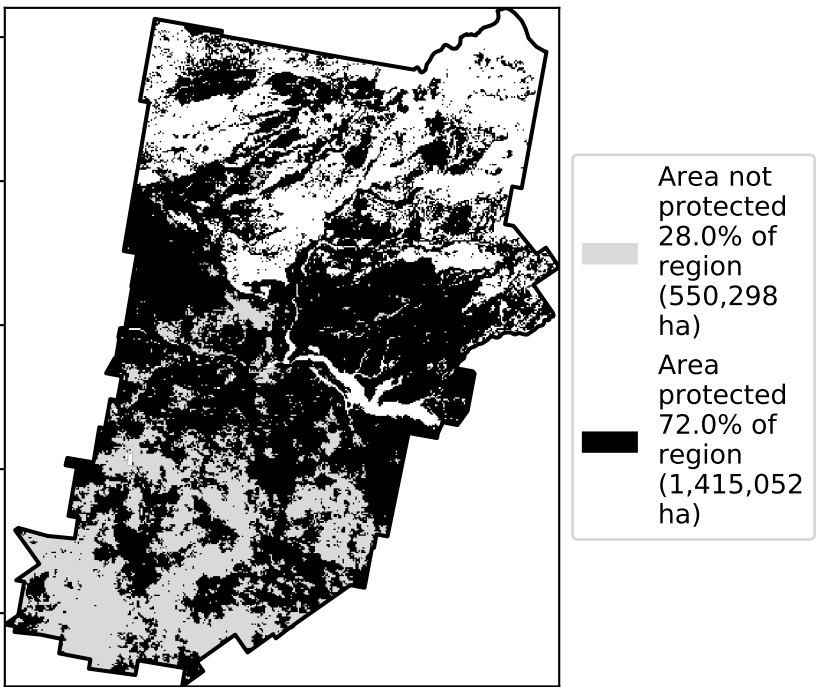 Area not
protected
28.0% of
region
(550,298
ha)
Area
protected
72.0% of
region
(1,415,052
ha)